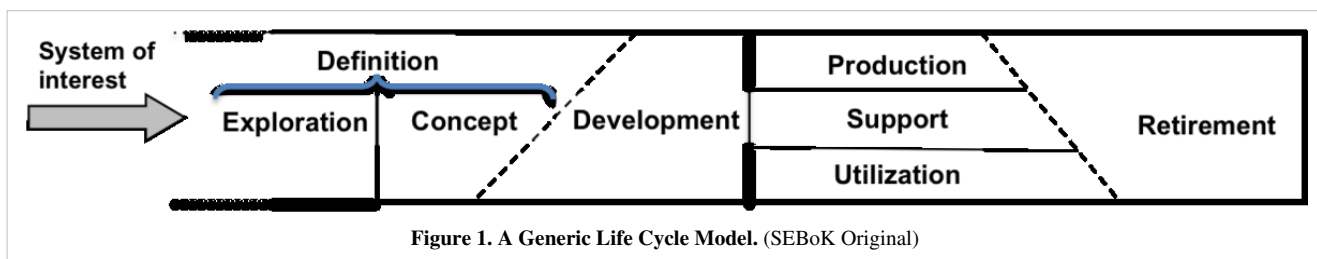 System of
interest
Definition
Exploration
Concept
Development
Production
Support
Utilization
Retirement
Figure 1. A Generic Life Cycle Model. (SEBoK Original)